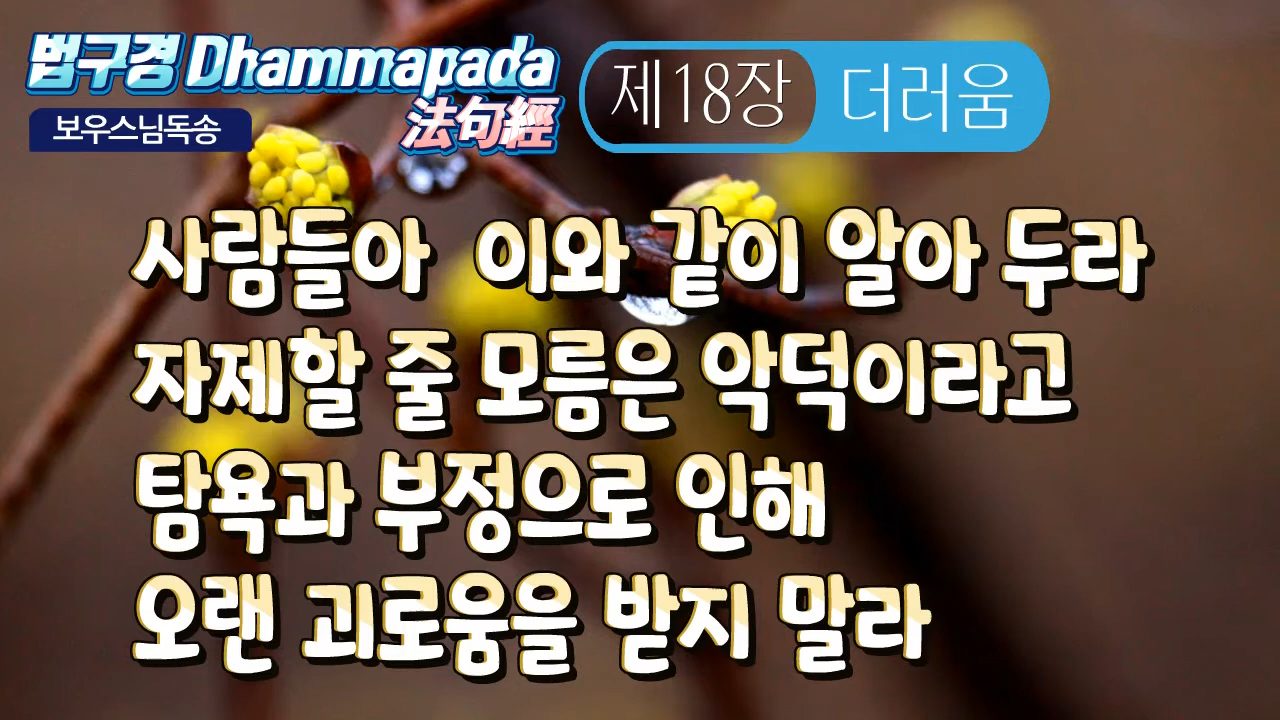 법구경 Dhammapada
法句經
보우스님독송
제18장 더러움
사람들아 이와 같이 알아 두라
자제할 줄 모름은 악덕이라고
탐욕과 부정으로 인해
오랜 괴로움을 받지 말라